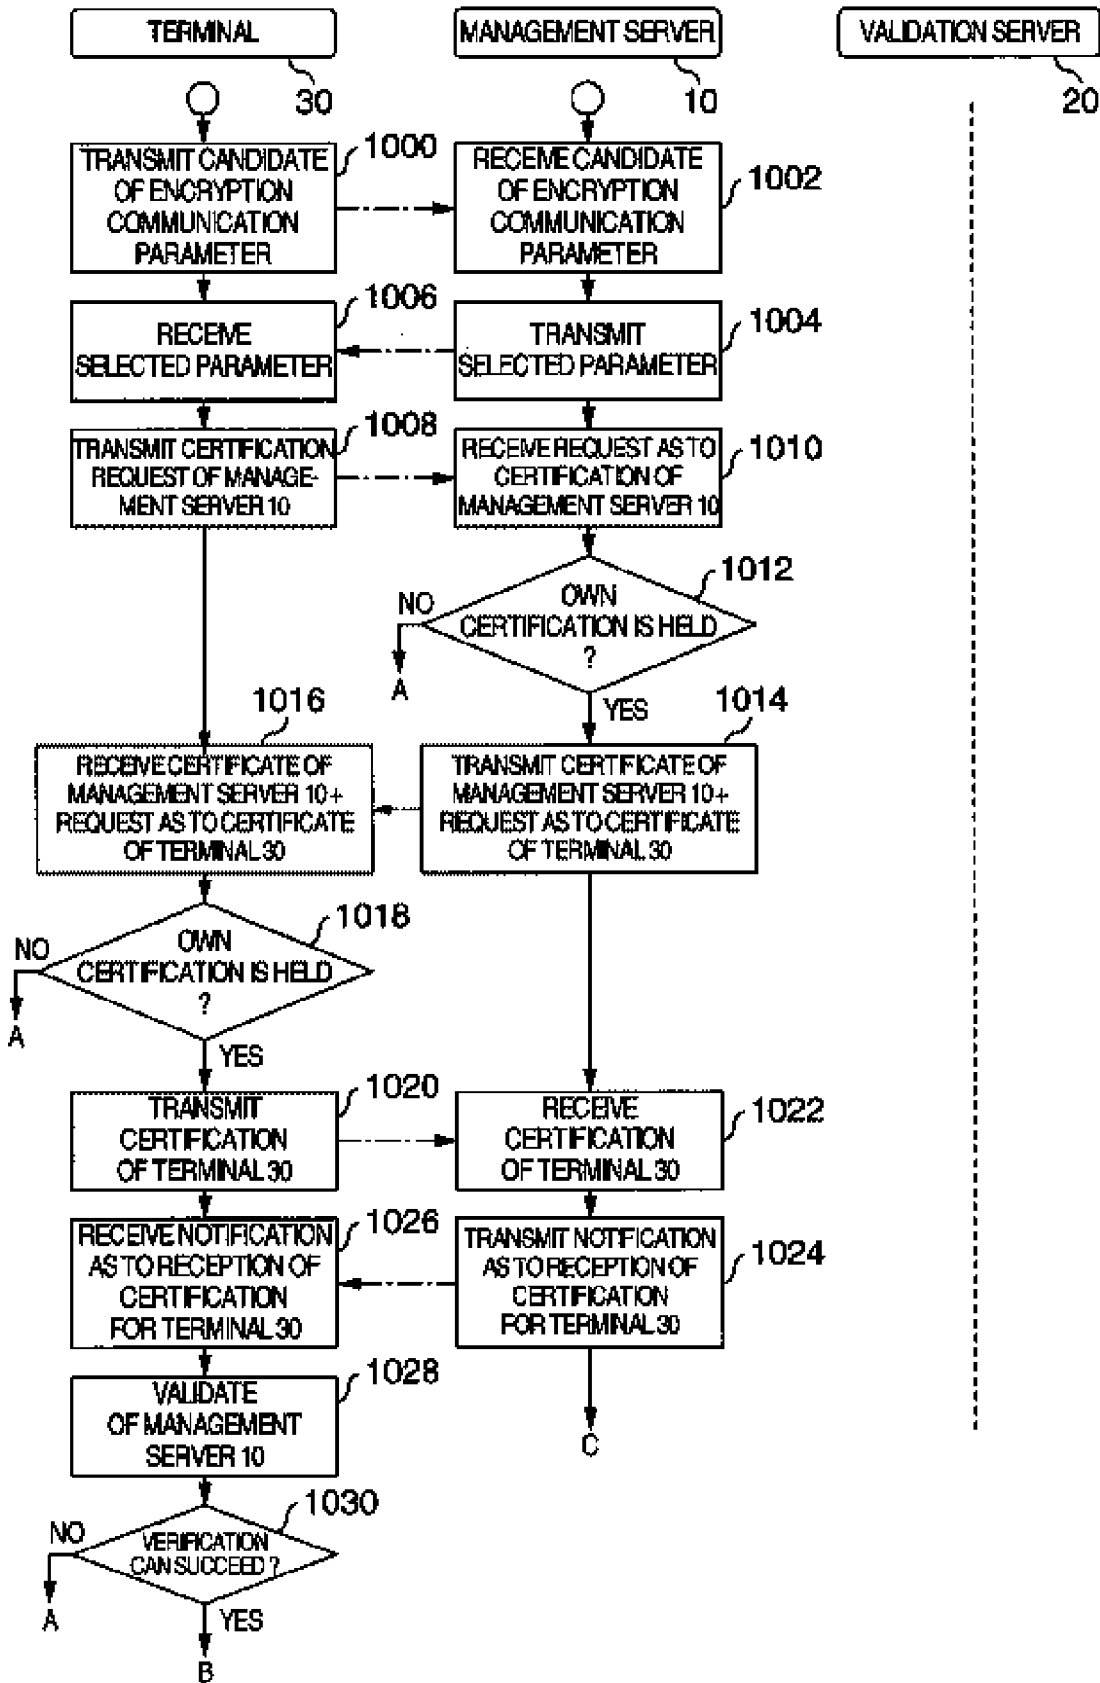 TERMINAL
MANAGEMENT SERVER
VALIDATION SERVER
30
10
20
TRANSMIT CANDIDATE
OF ENCRYPTION
COMMUNICATION
PARAMETER
1000
RECEIVE CANDIDATE
OF ENCRYPTION
COMMUNICATION
PARAMETER
1002
RECEIVE
SELECTED PARAMETER
1006
TRANSMIT
SELECTED PARAMETER
1004
TRANSMIT CERTIFICATION
REQUEST OF MANAGE-
MENT SERVER 10
1008
RECEIVE REQUEST AS TO
CERTIFICATION OF
MANAGEMENT SERVER 10
1010
OWN
CERTIFICATION IS HELD
?
1012
NO
A
YES
RECEIVE CERTIFICATE OF
MANAGEMENT SERVER 10 +
REQUEST AS TO CERTIFICATE
OF TERMINAL 30
1016
TRANSMIT CERTIFICATE OF
MANAGEMENT SERVER 10 +
REQUEST AS TO CERTIFICATE
OF TERMINAL 30
1014
OWN
CERTIFICATION IS HELD
?
1018
NO
A
YES
TRANSMIT
CERTIFICATION
OF TERMINAL 30
1020
RECEIVE
CERTIFICATION
OF TERMINAL 30
1022
RECEIVE NOTIFICATION
AS TO RECEPTION OF
CERTIFICATION
FOR TERMINAL 30
1026
TRANSMIT NOTIFICATION
AS TO RECEPTION OF
CERTIFICATION
FOR TERMINAL 30
1024
VALIDATE
OF MANAGEMENT
SERVER 10
1028
C
VERIFICATION
CAN SUCCEED ?
1030
NO
A
YES
B